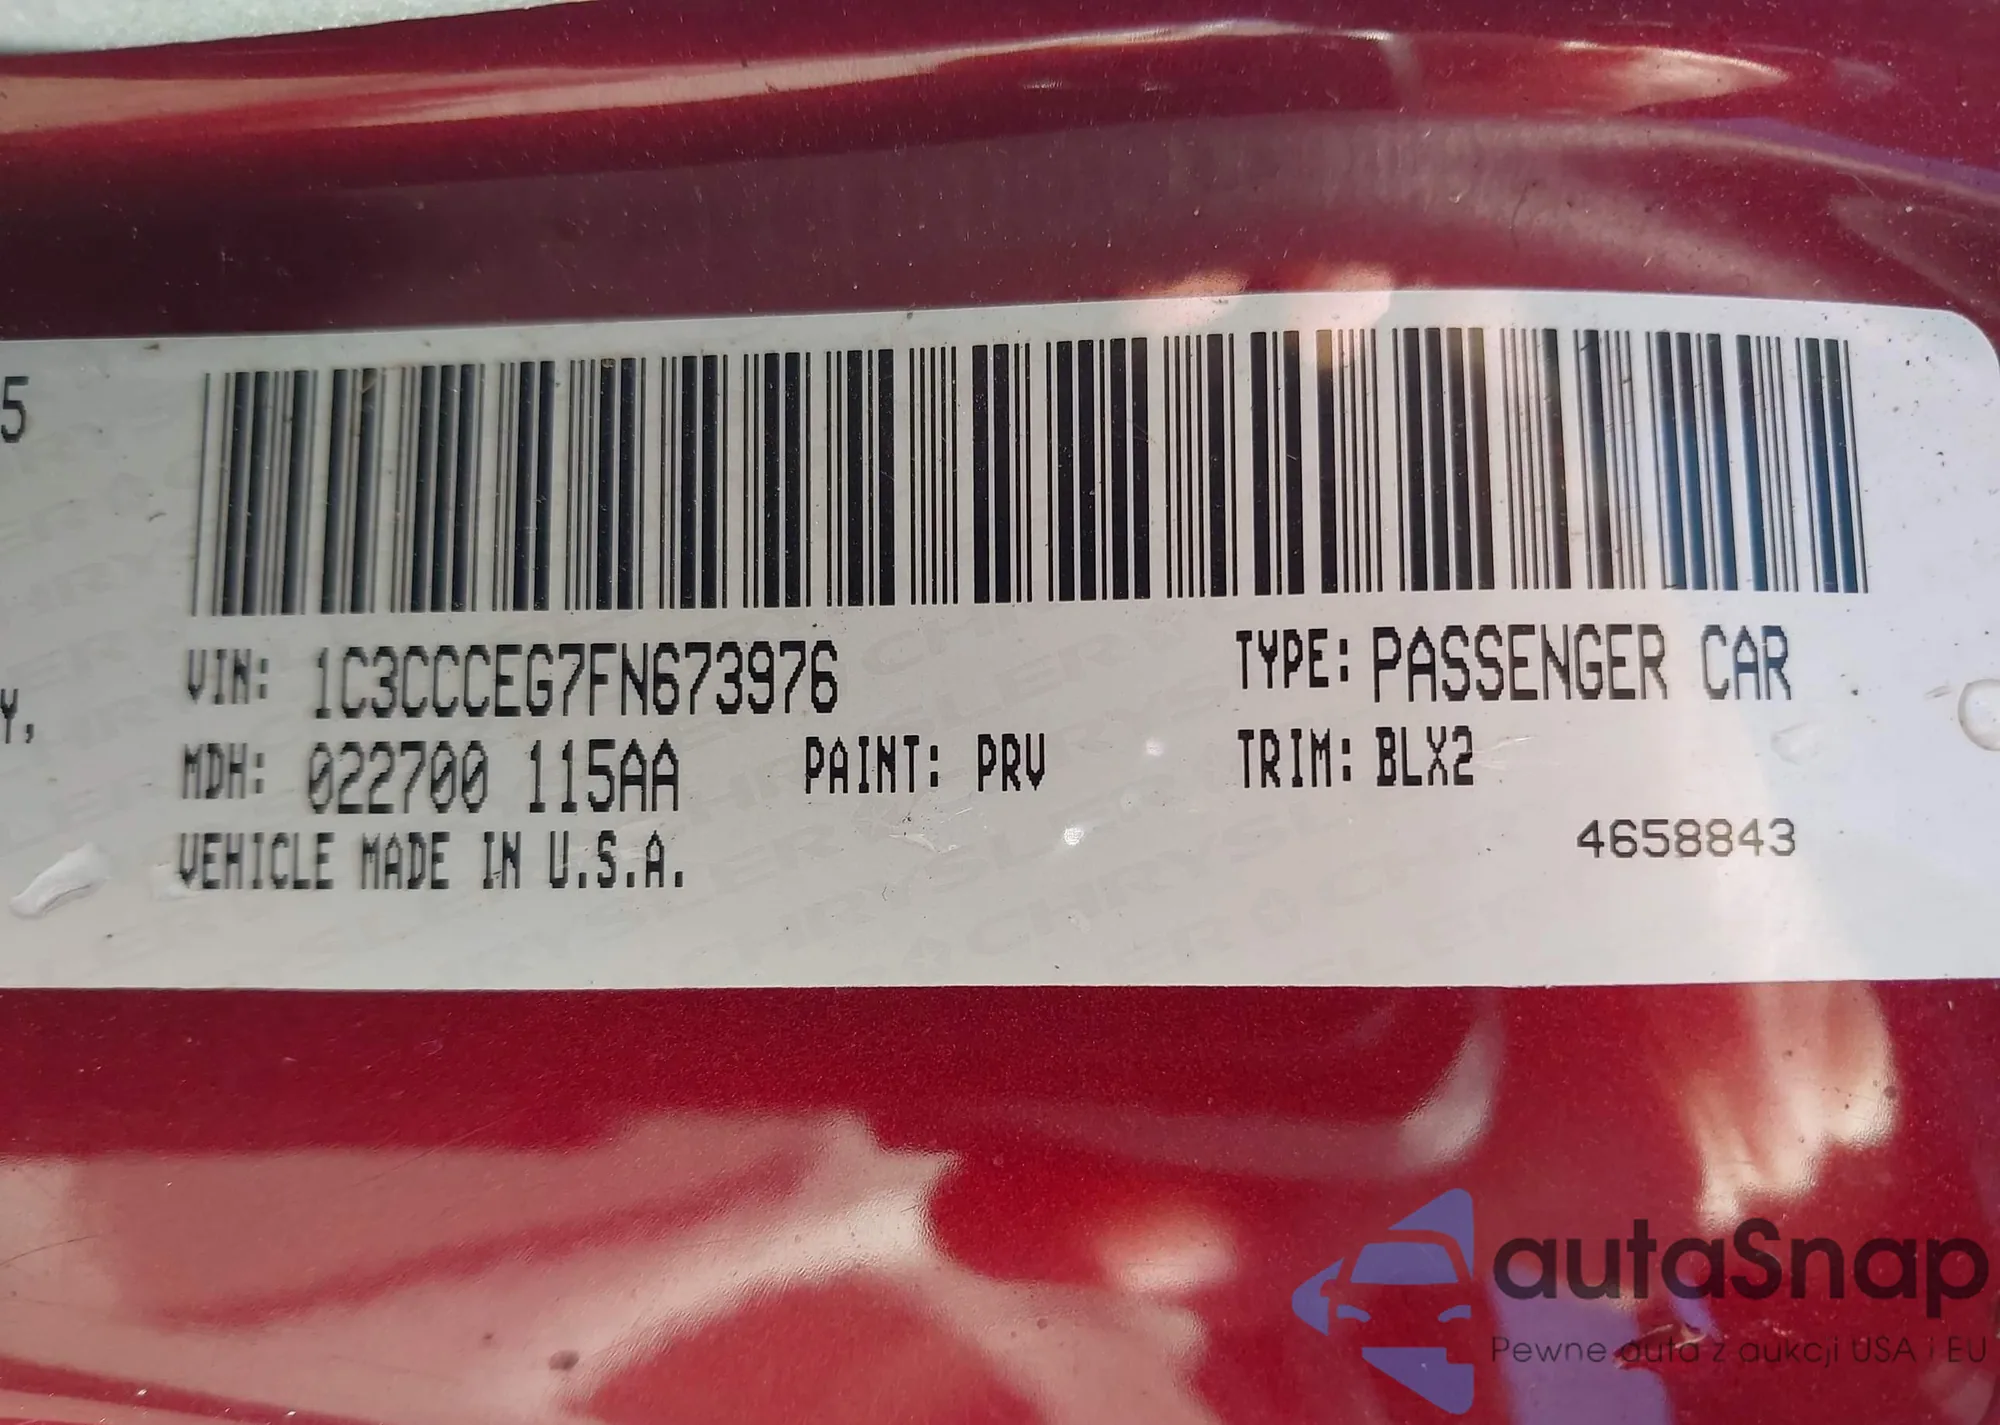 5
Y,
VIN: 1C3CCCEG7FN673976 TYPE: PASSENGER CAR
MDH: 022700 115AA PAINT: PRV TRIM: BLX2
VEHICLE MADE IN U.S.A.
4658843
autaSnap
Pewne auta z aukcji USA i EU